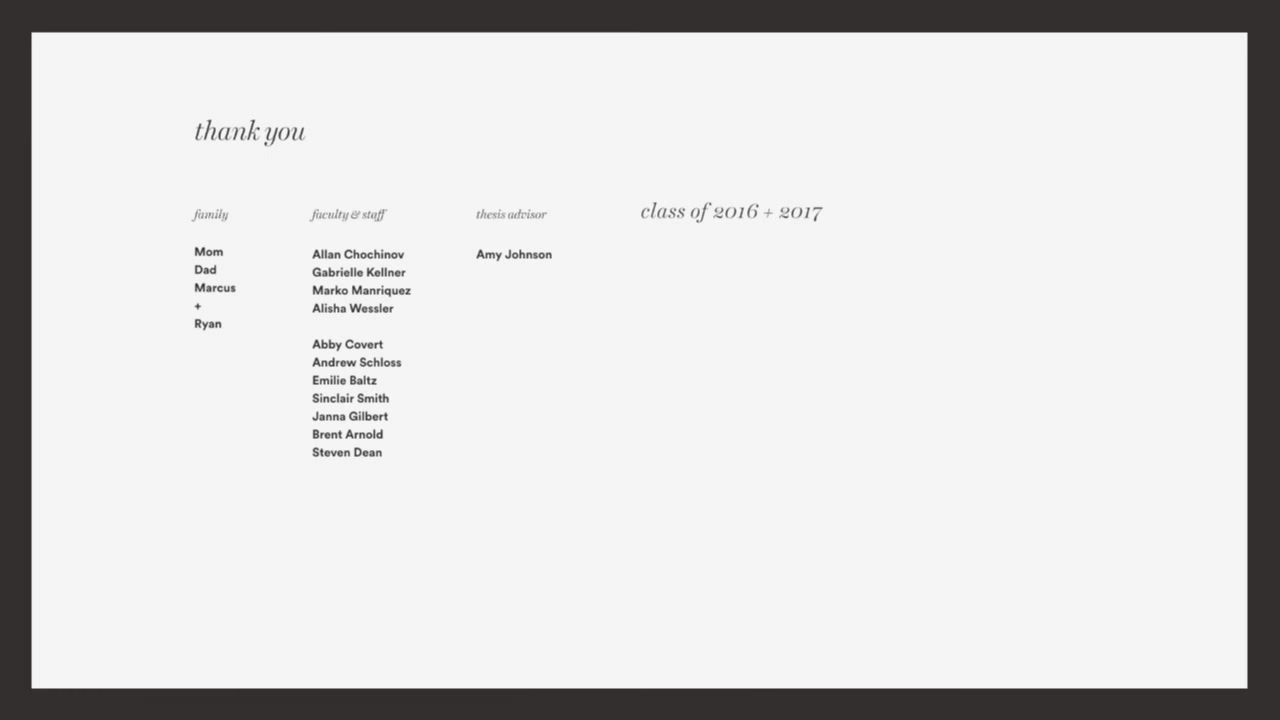 thank you
family
Mom
Dad
Marcus
+
Ryan
faculty & staff
Allan Chochinov
Gabrielle Kellner
Marko Manriquez
Alisha Wessler
Abby Covert
Andrew Schloss
Emilie Baltz
Sinclair Smith
Janna Gilbert
Brent Arnold
Steven Dean
thesis advisor
Amy Johnson
class of 2016 + 2017